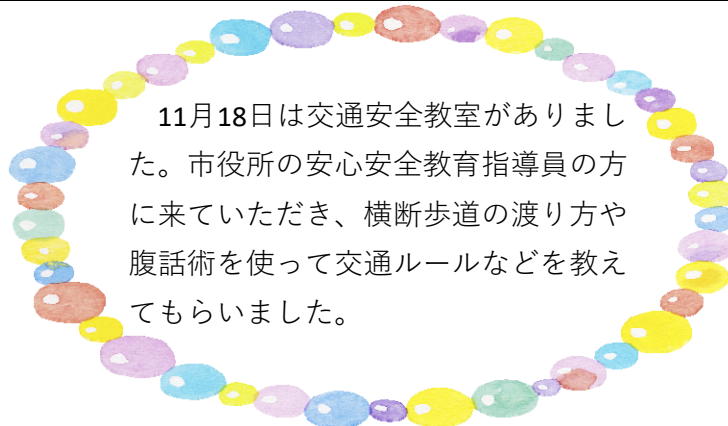 11月18日は交通安全教室がありまし
た。市役所の安心安全教育指導員の方
に来ていただき、横断歩道の渡り方や
腹話術を使って交通ルールなどを教え
てもらいました。